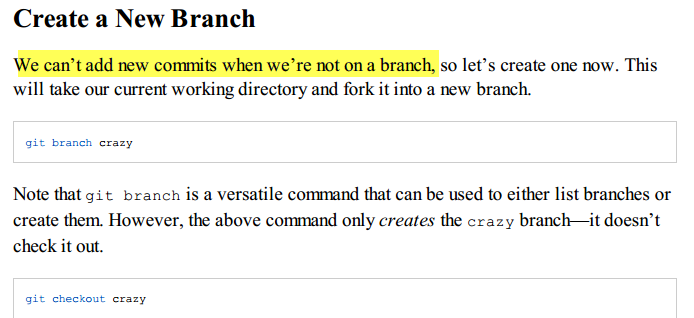 Create a New Branch
We can’t add new commits when we’re not on a branch, so let’s create one now. This
will take our current working directory and fork it into a new branch.
git branch crazy
Note that git branch is a versatile command that can be used to either list branches or
create them. However, the above command only creates the crazy branch—it doesn’t
check it out.
git checkout crazy